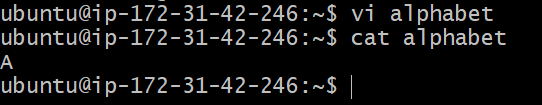 ubuntu@ip-172-31-42-246:~$ vi alphabet
ubuntu@ip-172-31-42-246:~$ cat alphabet
A
ubuntu@ip-172-31-42-246:~$